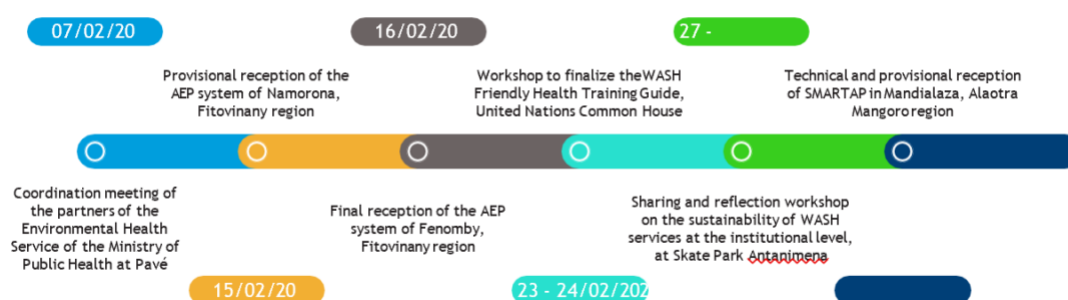 07/02/20
16/02/20
27 -
Provisional reception of the
AEP system of Namorona,
Fitovinany region
Workshop to finalize the WASH
Friendly Health Training Guide,
United Nations Common House
Technical and provisional reception
of SMARTAP in Mandialaza, Alaotra
Mangoro region
Coordination meeting of
the partners of the
Environmental Health
Service of the Ministry of
Public Health at Pavé
Final reception of the AEP
system of Fenomby,
Fitovinany region
Sharing and reflection workshop
on the sustainability of WASH
services at the institutional level,
at Skate Park Antanimena
15/02/20
23 - 24/02/202